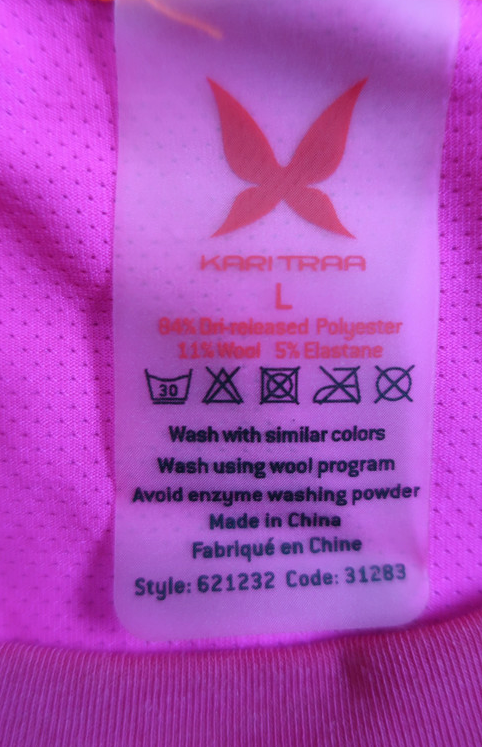 KARI TRAA
L
84% Dri-released Polyester
11% Wool 5% Elastane
30
Wash with similar colors
Wash using wool program
Avoid enzyme washing powder
Made in China
Fabriqué en Chine
Style: 621232 Code: 31283